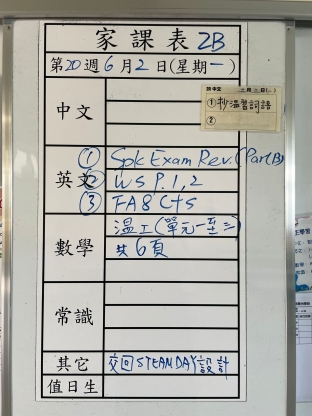 家課表 2B
第20週6月2日(星期一)
中文
①抄温習詞語
②
英文
① Spk Exam Rev. (Part B)
② WS P.1,2
③ FA8 Cts
數學
温工(單元一至三)
共6頁
常識
其它
交回STEAM DAY設計
值日生